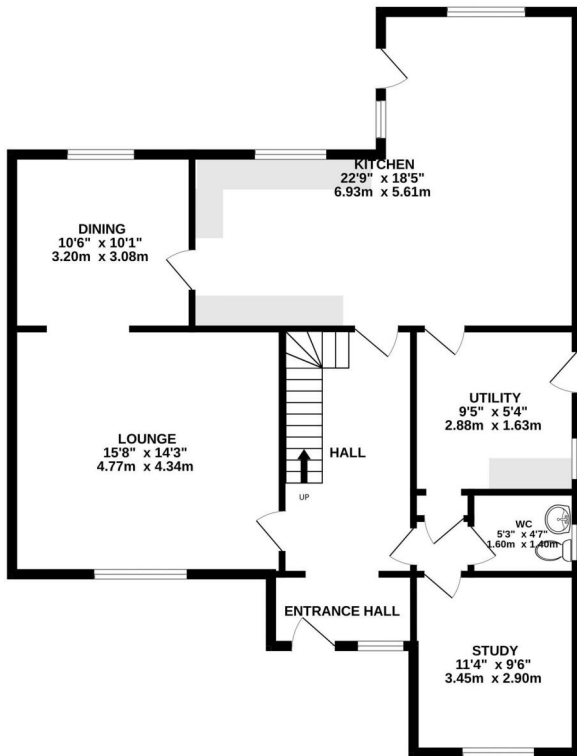 KITCHEN
22'9" x 18'5"
6.93m x 5.61m
DINING
10'6" x 10'1"
3.20m x 3.08m
LOUNGE
15'8" x 14'3"
4.77m x 4.34m
HALL
UP
UTILITY
9'5" x 5'4"
2.88m x 1.63m
WC
5'3" x 4'7"
1.60m x 1.40m
ENTRANCE HALL
STUDY
11'4" x 9'6"
3.45m x 2.90m